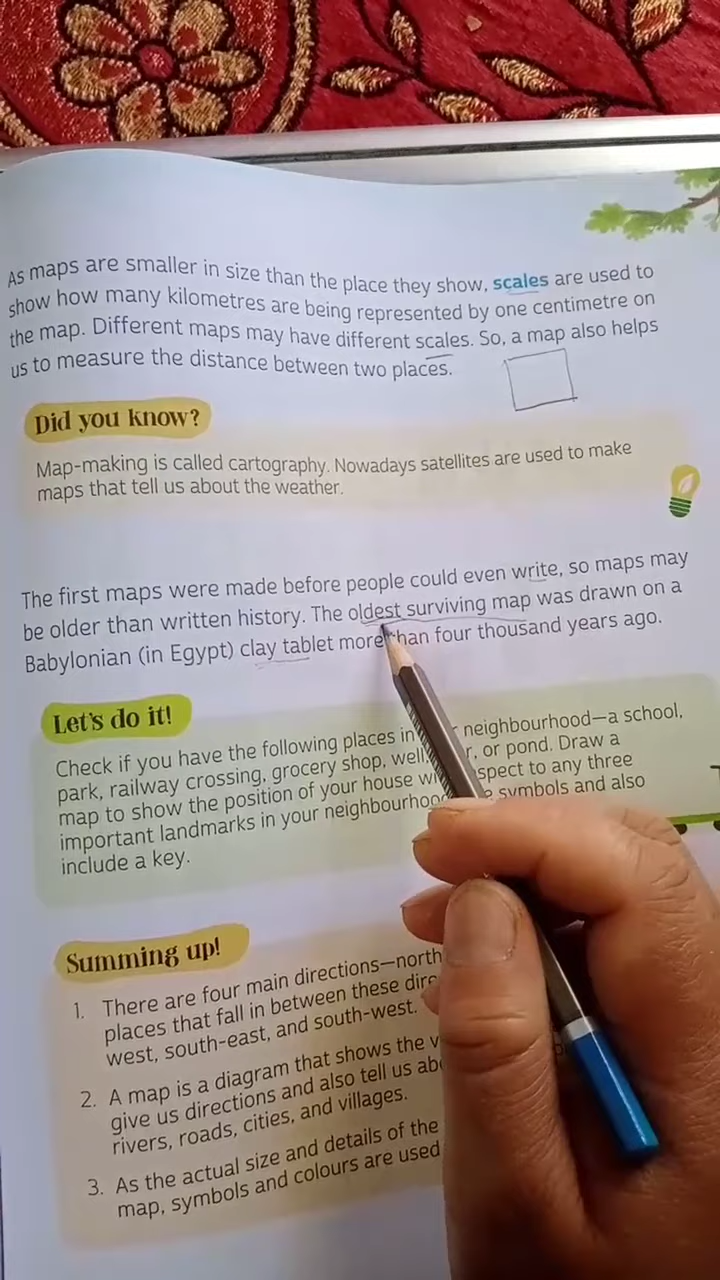 As maps are smaller in size than the place they show, scales are used to
show how many kilometres are being represented by one centimetre on
the map. Different maps may have different scales. So, a map also helps
us to measure the distance between two places.
Did you know?
Map-making is called cartography. Nowadays satellites are used to make
maps that tell us about the weather.
The first maps were made before people could even write, so maps may
be older than written history. The oldest surviving map was drawn on a
Babylonian (in Egypt) clay tablet more than four thousand years ago.
Let's do it!
Check if you have the following places in neighbourhood—a school,
park, railway crossing, grocery shop, well, or pond. Draw a
map to show the position of your house to any three
important landmarks in your neighbourhood symbols and also
include a key.
Summing up!
1. There are four main directions—north
places that fall in between these
west, south-east, and south-west.
2. A map is a diagram that shows the
give us directions and also tell us
rivers, roads, cities, and villages.
3. As the actual size and details of the
map, symbols and colours are used